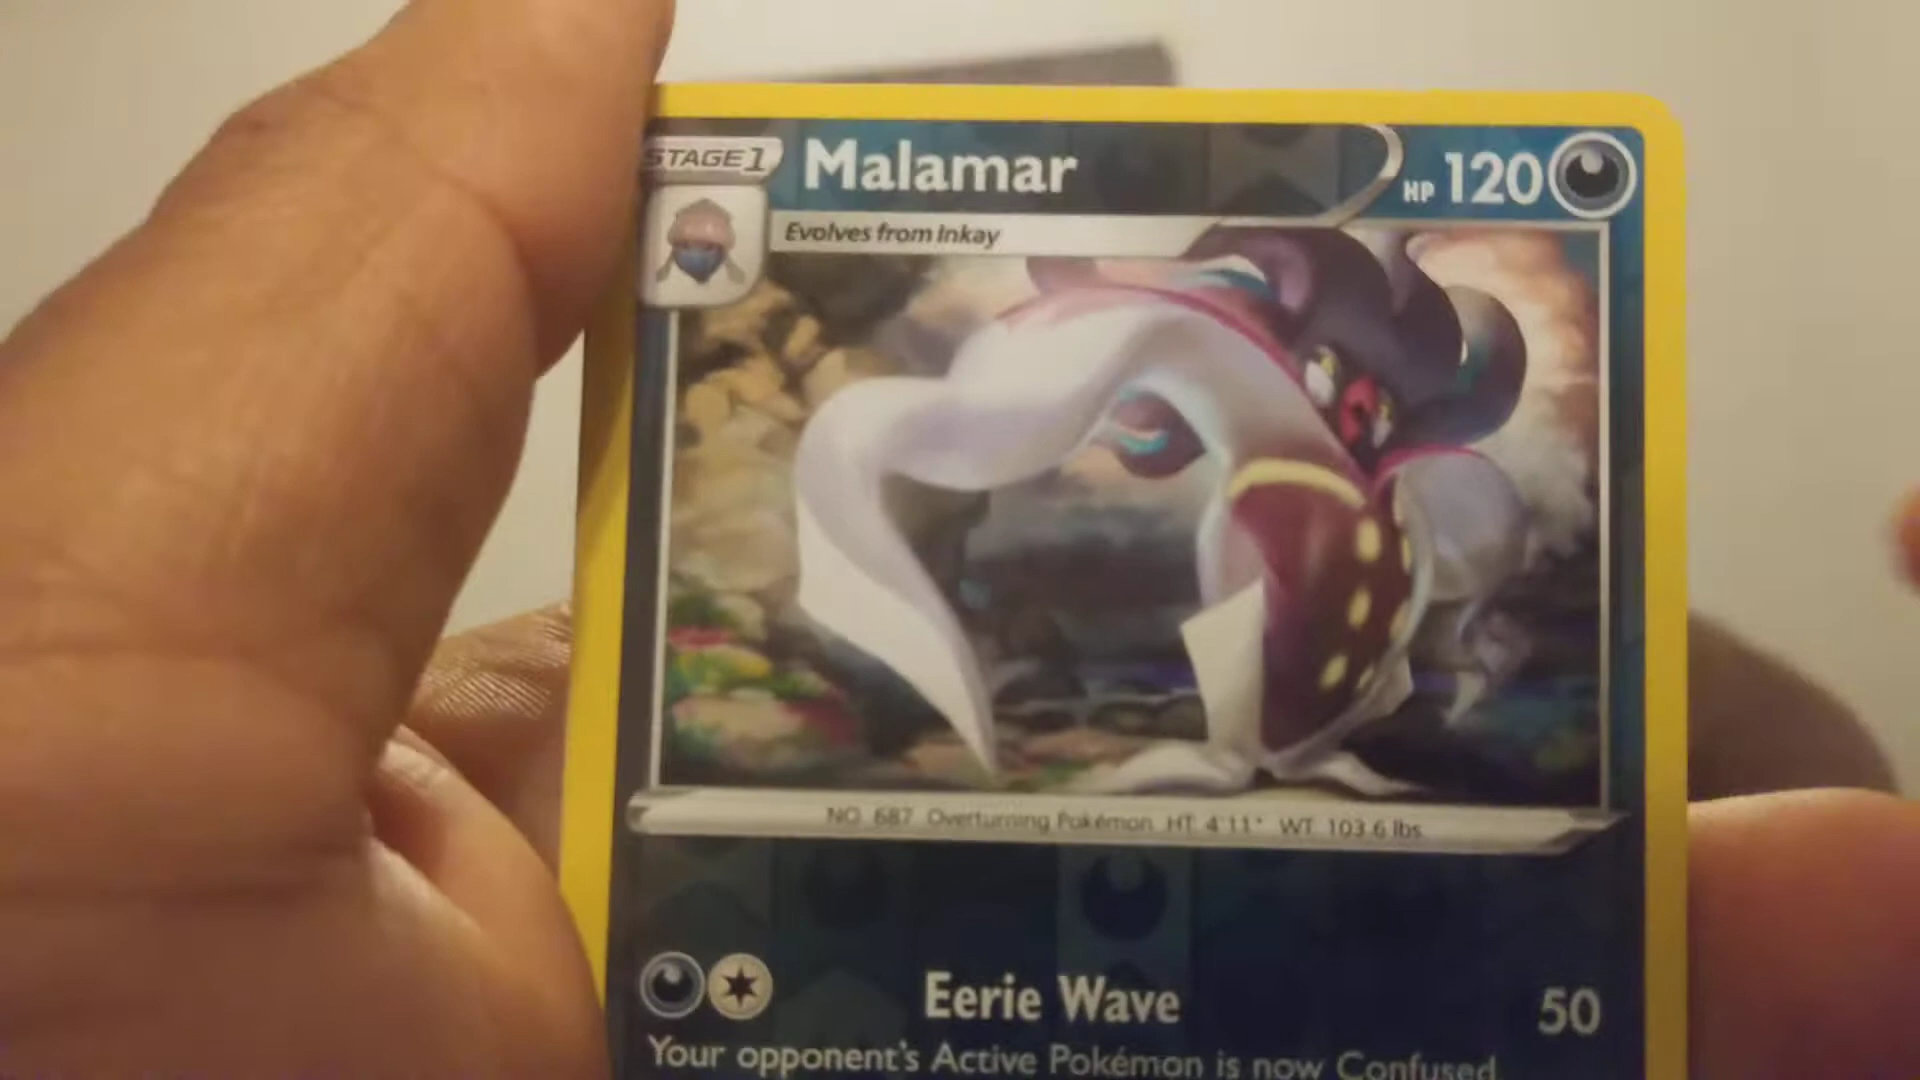 STAGE 1
Malamar
HP 120
Evolves from Inkay
NO. 687 Overturning Pokémon HT 4'11" WT 103.6 lbs.
Eerie Wave 50
Your opponent's Active Pokémon is now Confused.